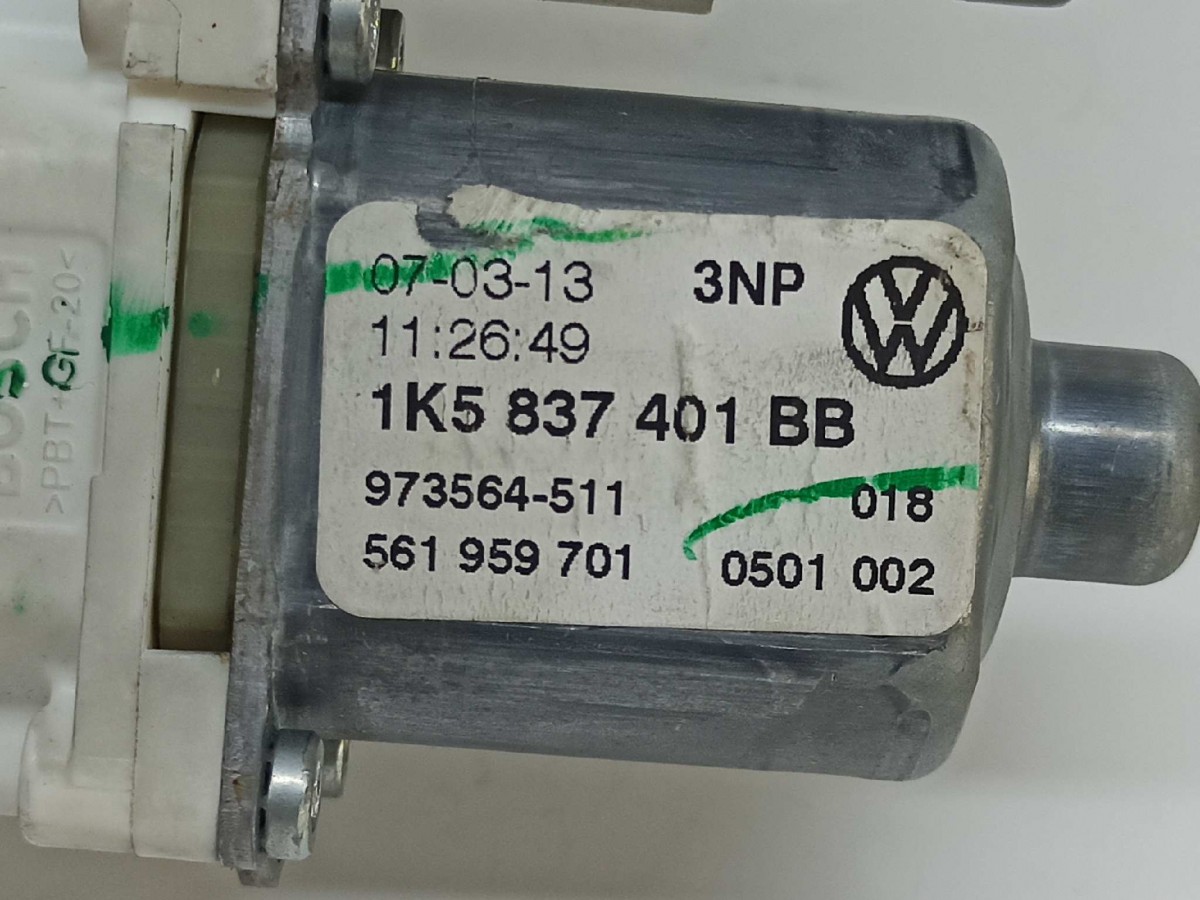 BOSCH
>PBT+GF-20<
07-03-13 3NP
11:26:49
1K5 837 401 BB
973564-511 018
561 959 701 0501 002